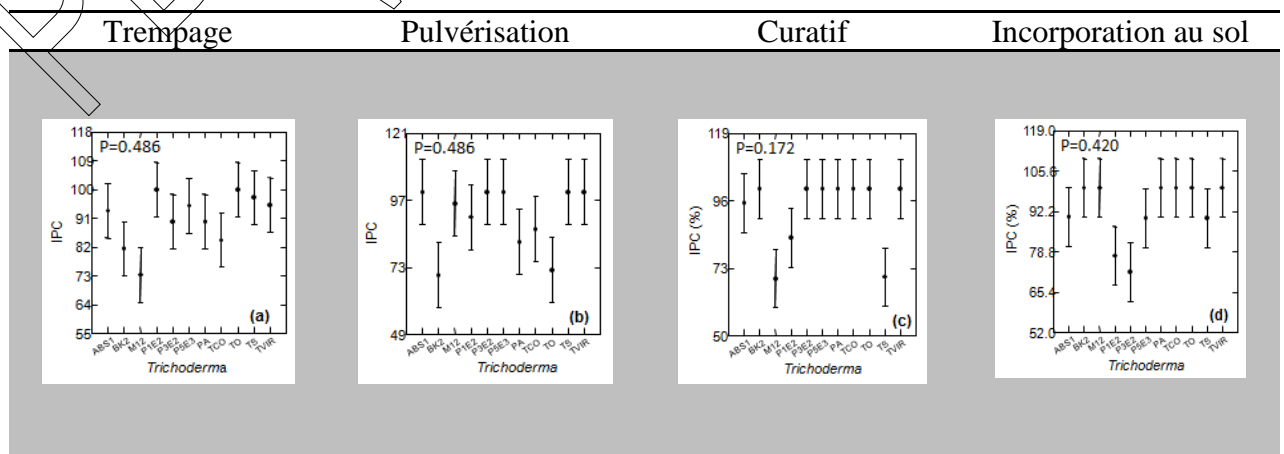 Trempage Pulvérisation Curatif Incorporation au sol
118
109
100
91
82
73
64
55
IPC
P=0.486
(a)
ABS1 BK2 M12 P1E2 P3E2 P5E3 PA TCO TO TS TVIR
Trichoderma
121
97
73
49
IPC
P=0.486
(b)
ABS1 BK2 M12 P1E2 P3E2 P5E3 PA TCO TO TS TVIR
Trichoderma
119
96
73
50
IPC (%)
P=0.172
(c)
ABS1 BK2 M12 P1E2 P3E2 P5E3 PA TCO TO TS TVIR
Trichoderma
119.0
105.6
92.2
78.8
65.4
52.0
IPC (%)
P=0.420
(d)
ABS1 BK2 M12 P1E2 P3E2 P5E3 PA TCO TO TS TVIR
Trichoderma